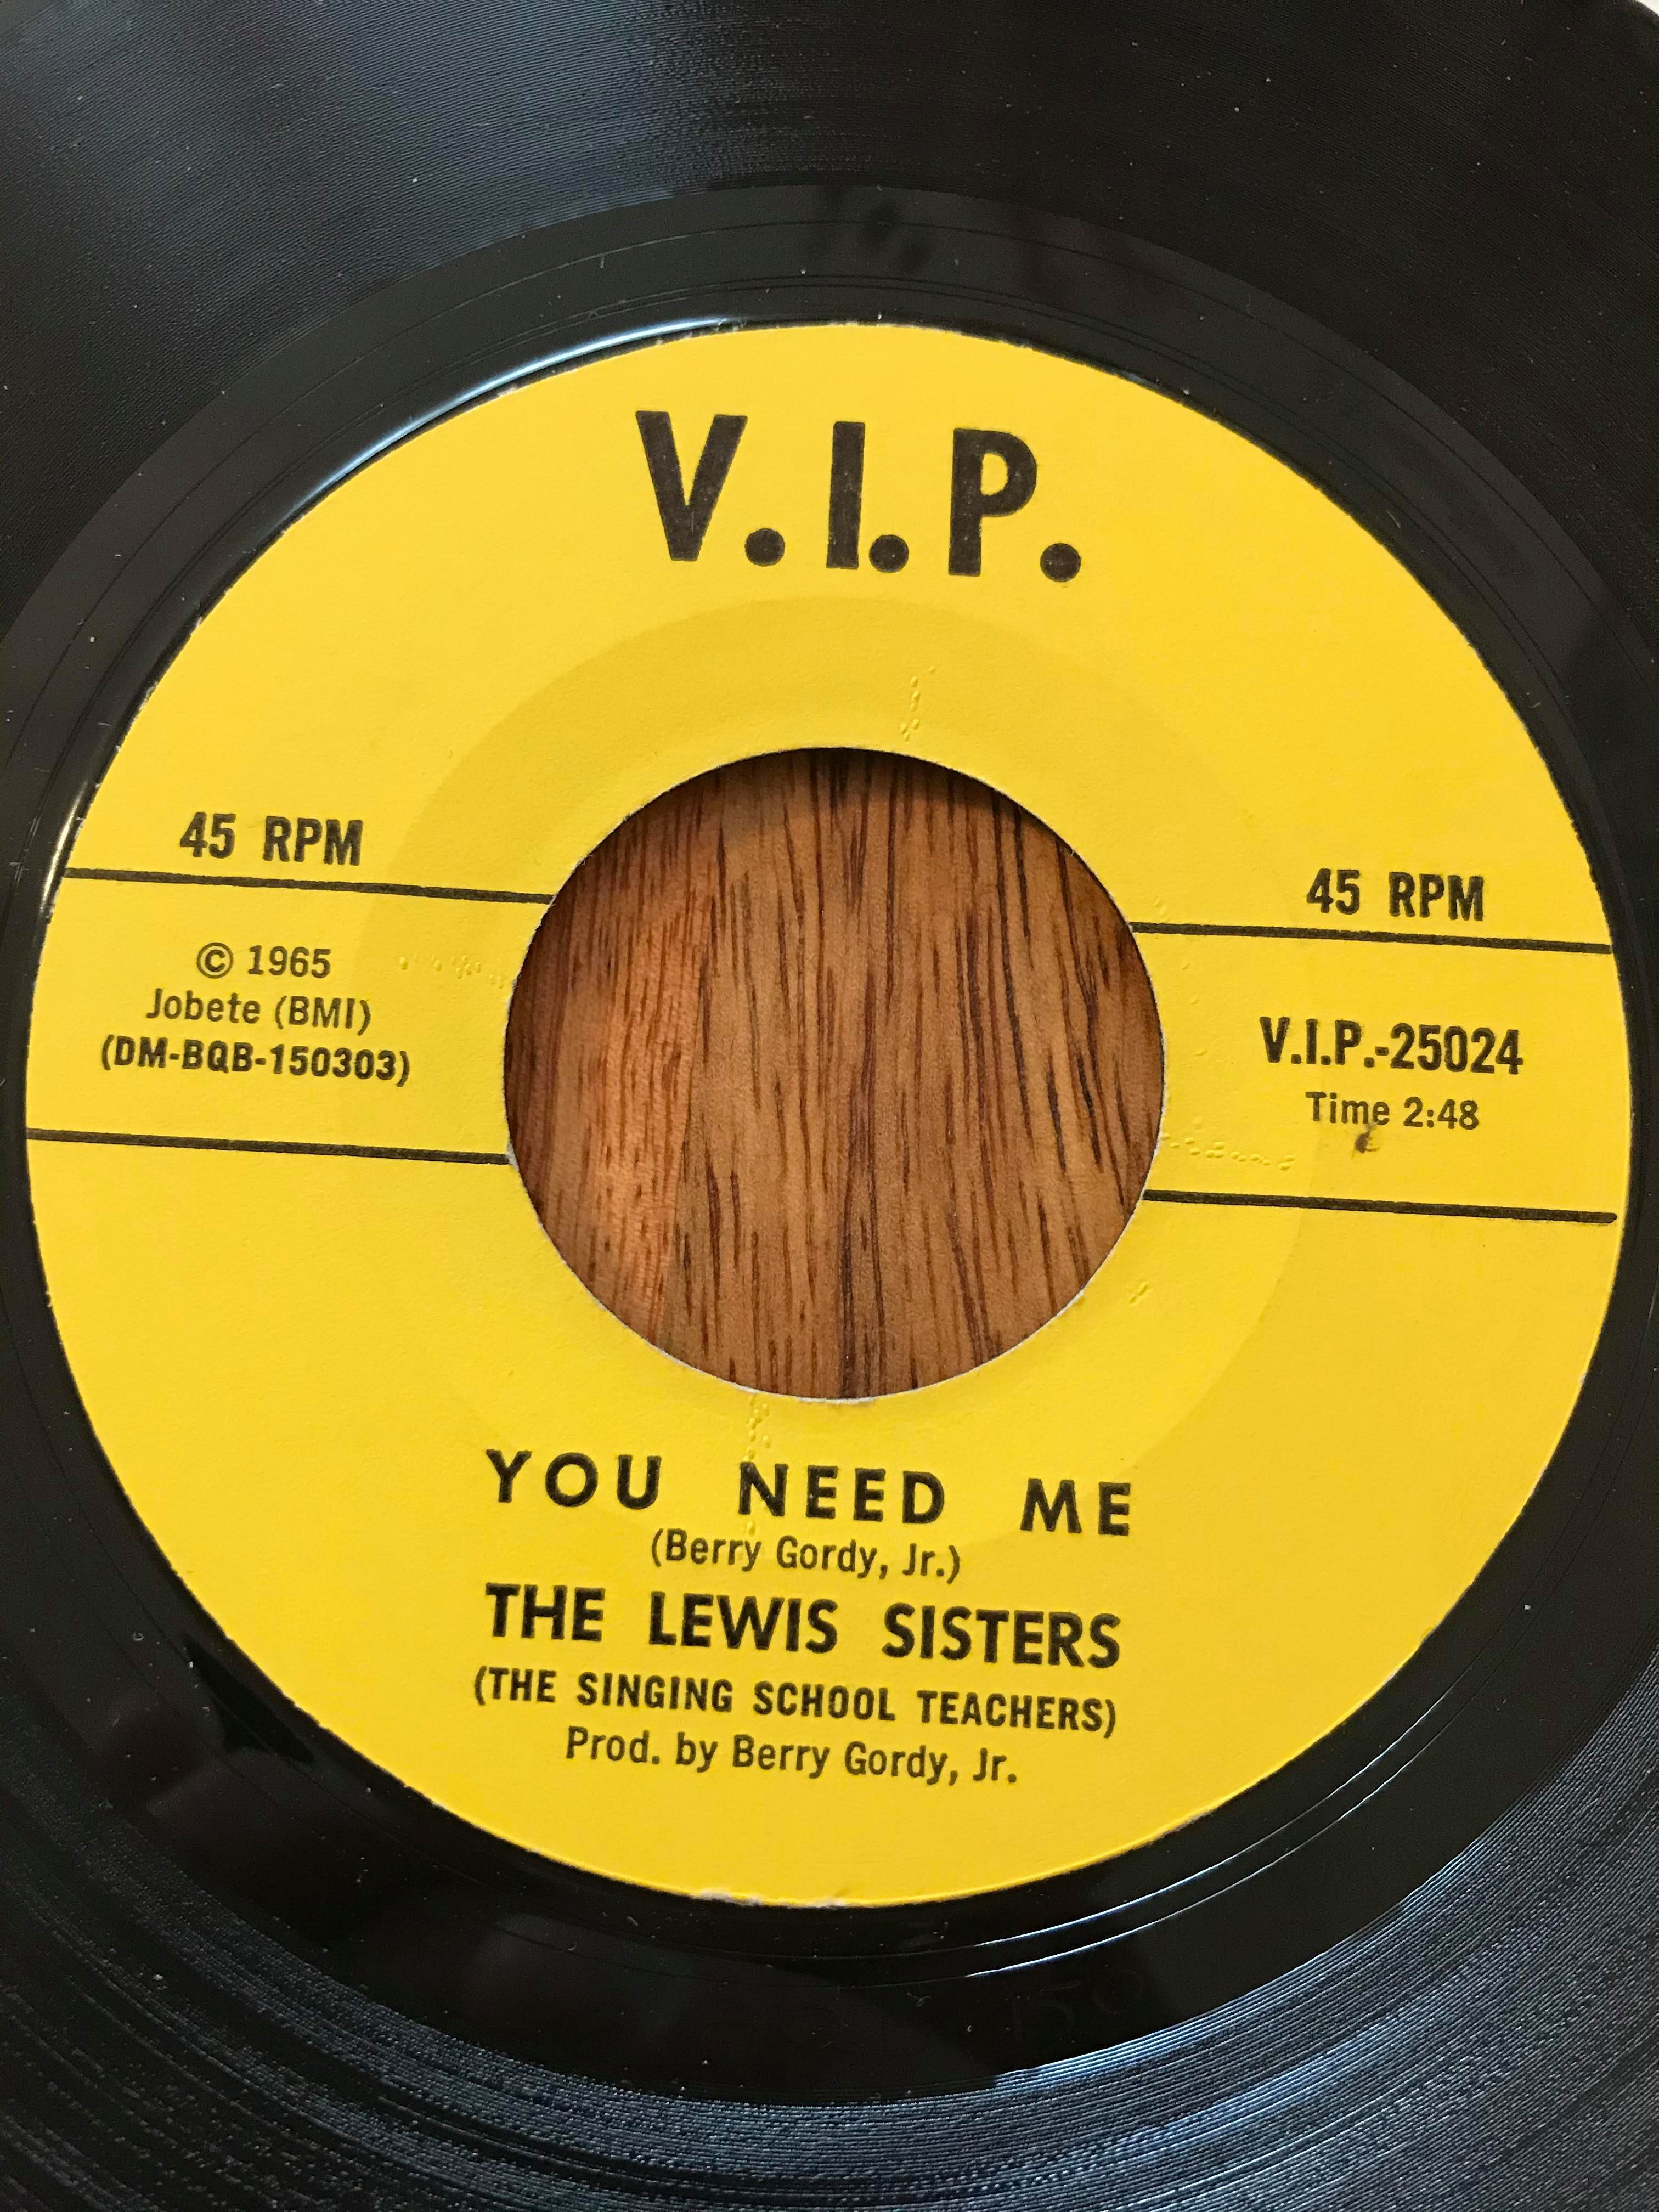 V.I.P.
45 RPM
45 RPM
© 1965
Jobete (BMI)
(DM-BQB-150303)
V.I.P.-25024
Time 2:48
YOU NEED ME
(Berry Gordy, Jr.)
THE LEWIS SISTERS
(THE SINGING SCHOOL TEACHERS)
Prod. by Berry Gordy, Jr.